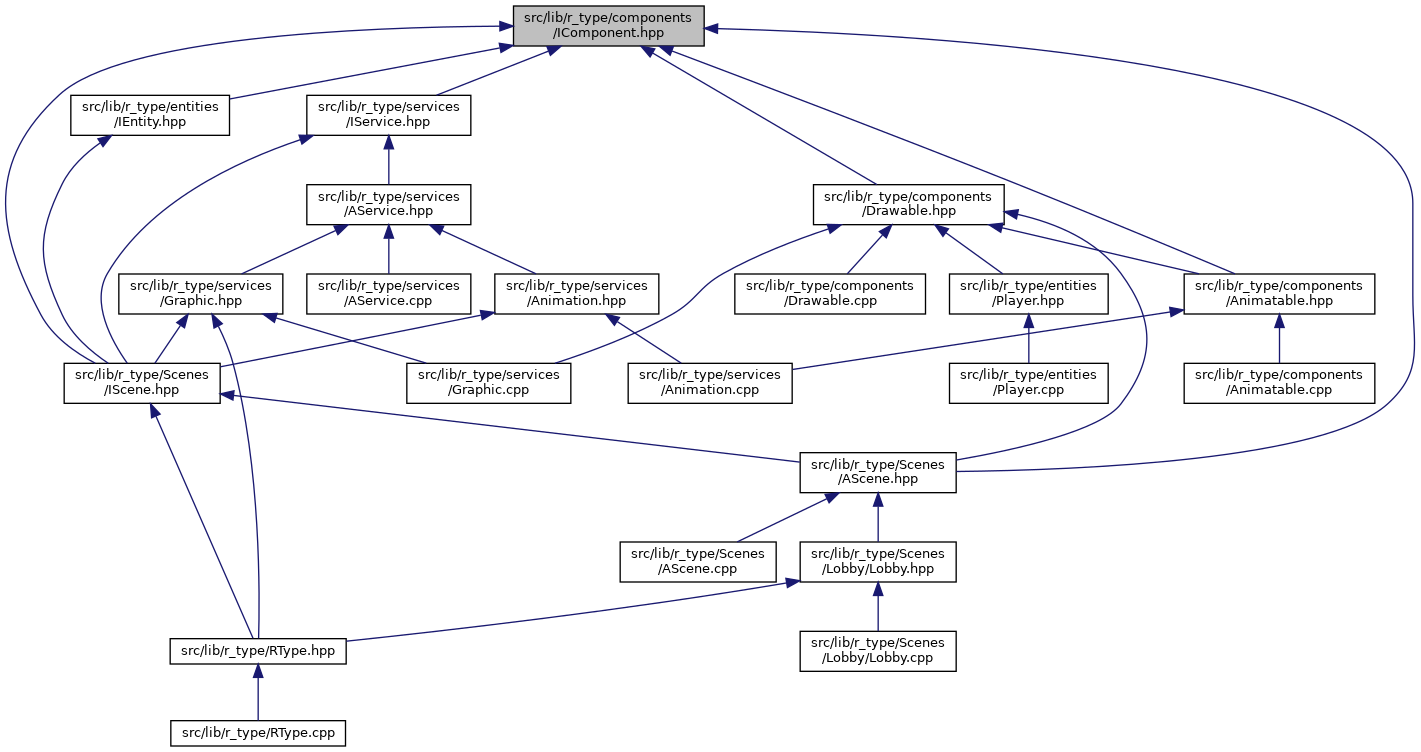 src/lib/r_type/components
/IComponent.hpp
src/lib/r_type/entities
/IEntity.hpp
src/lib/r_type/services
/IService.hpp
src/lib/r_type/services
/AService.hpp
src/lib/r_type/components
/Drawable.hpp
src/lib/r_type/services
/Graphic.hpp
src/lib/r_type/services
/AService.cpp
src/lib/r_type/services
/Animation.hpp
src/lib/r_type/components
/Drawable.cpp
src/lib/r_type/entities
/Player.hpp
src/lib/r_type/components
/Animatable.hpp
src/lib/r_type/Scenes
/IScene.hpp
src/lib/r_type/services
/Graphic.cpp
src/lib/r_type/services
/Animation.cpp
src/lib/r_type/entities
/Player.cpp
src/lib/r_type/components
/Animatable.cpp
src/lib/r_type/Scenes
/AScene.hpp
src/lib/r_type/Scenes
/AScene.cpp
src/lib/r_type/Scenes
/Lobby/Lobby.hpp
src/lib/r_type/RType.hpp
src/lib/r_type/Scenes
/Lobby/Lobby.cpp
src/lib/r_type/RType.cpp